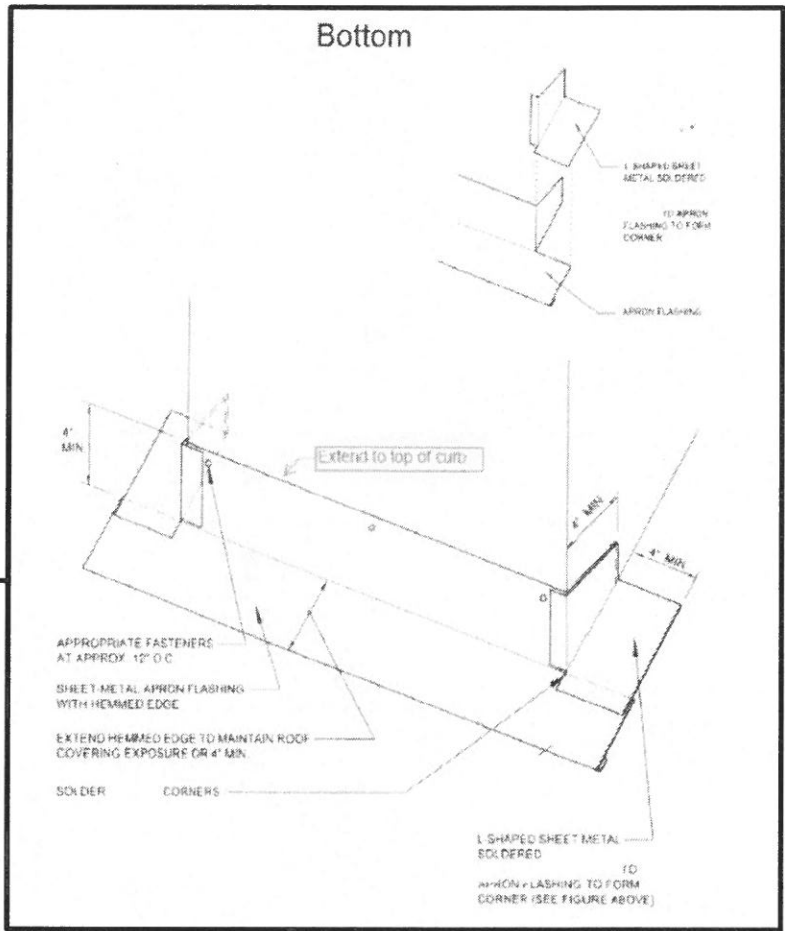 Bottom
L-SHAPED SHEET
METAL SOLDERED
TO APRON
FLASHING TO FORM
CORNER
APRON FLASHING
4"
MIN
Extend to top of curb
4" MIN
4" MIN
APPROPRIATE FASTENERS
AT APPROX. 12" O.C
SHEET-METAL APRON FLASHING
WITH HEMMED EDGE
EXTEND HEMMED EDGE TO MAINTAIN ROOF
COVERING EXPOSURE OR 4" MIN.
SOLDER CORNERS
L-SHAPED SHEET METAL
SOLDERED
TO
APRON FLASHING TO FORM
CORNER (SEE FIGURE ABOVE)